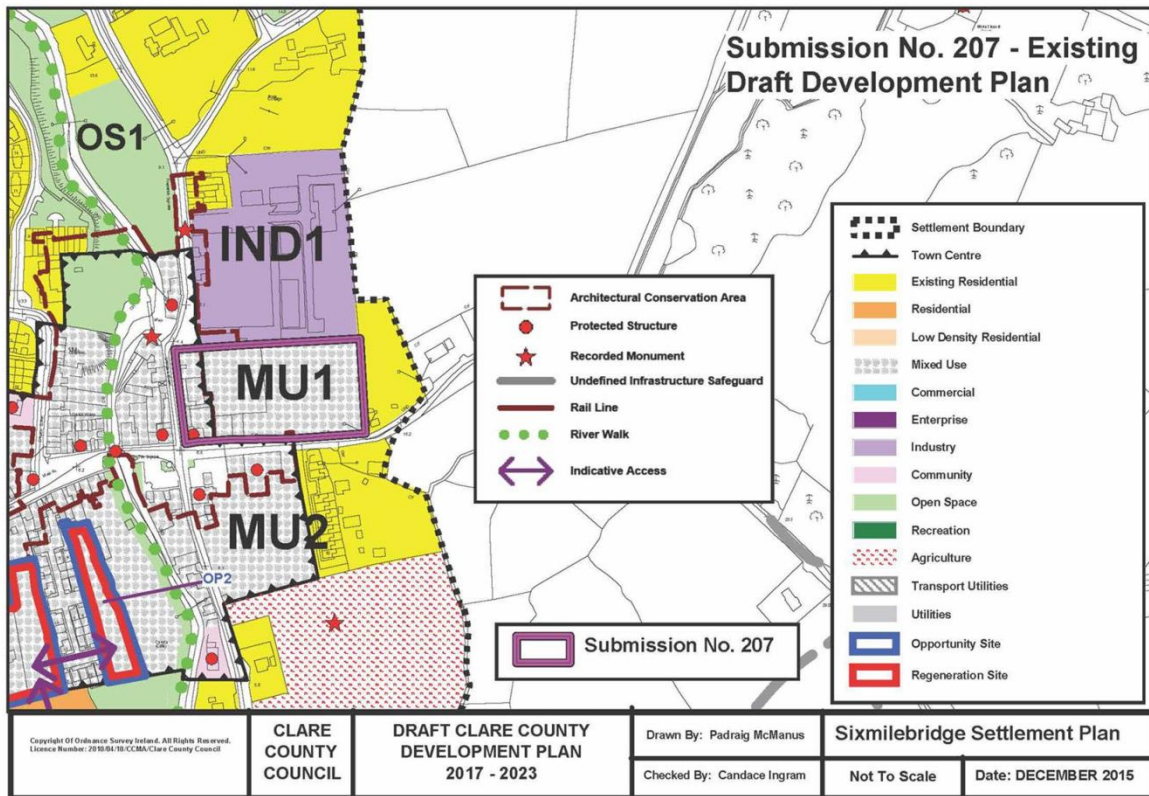 Submission No. 207 - Existing
Draft Development Plan
OS1
IND1
MU1
MU2
OP2
Architectural Conservation Area
Protected Structure
Recorded Monument
Undefined Infrastructure Safeguard
Rail Line
River Walk
Indicative Access
Settlement Boundary
Town Centre
Existing Residential
Residential
Low Density Residential
Mixed Use
Commercial
Enterprise
Industry
Community
Open Space
Recreation
Agriculture
Transport Utilities
Utilities
Opportunity Site
Regeneration Site
Submission No. 207
Copyright Of Ordnance Survey Ireland. All Rights Reserved.
Licence Number: 2010/04/10/CCMA/Clare County Council
CLARE
COUNTY
COUNCIL
DRAFT CLARE COUNTY
DEVELOPMENT PLAN
2017 - 2023
Drawn By: Padraig McManus
Checked By: Candace Ingram
Sixmilebridge Settlement Plan
Not To Scale
Date: DECEMBER 2015